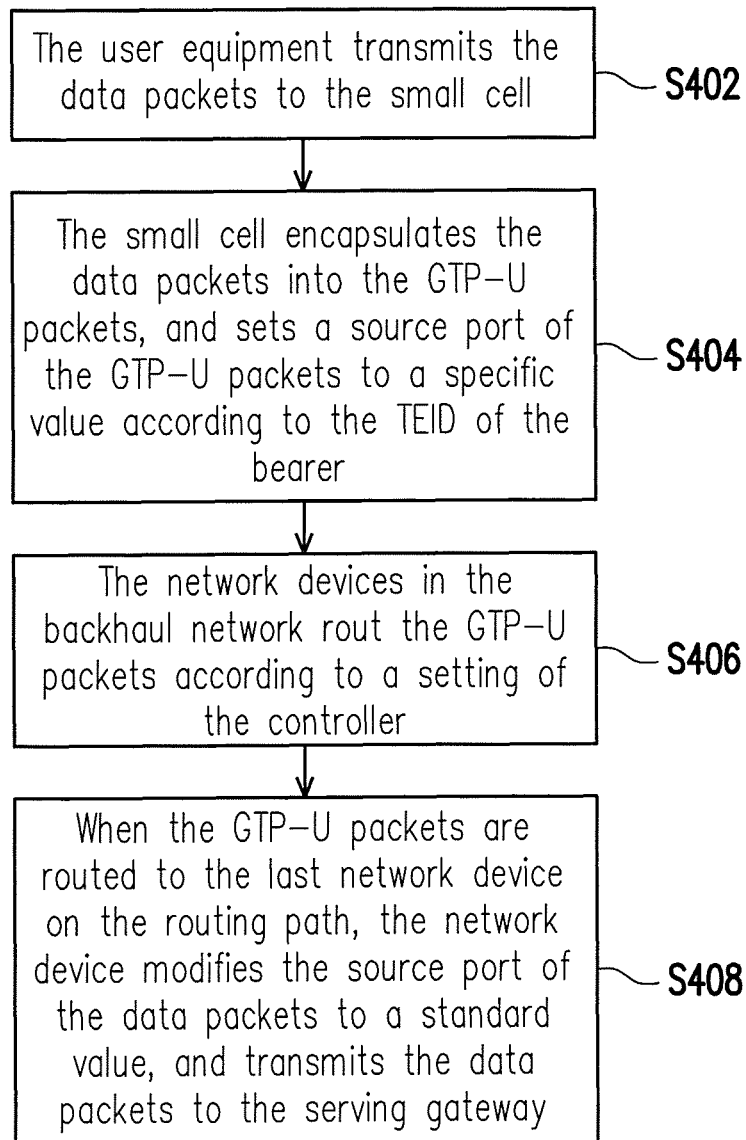 The user equipment transmits the
data packets to the small cell
S402
The small cell encapsulates the
data packets into the GTP-U
packets, and sets a source port of
the GTP-U packets to a specific
value according to the TEID of the
bearer
S404
The network devices in the
backhaul network rout the GTP-U
packets according to a setting of
the controller
S406
When the GTP-U packets are
routed to the last network device
on the routing path, the network
device modifies the source port of
the data packets to a standard
value, and transmits the data
packets to the serving gateway
S408